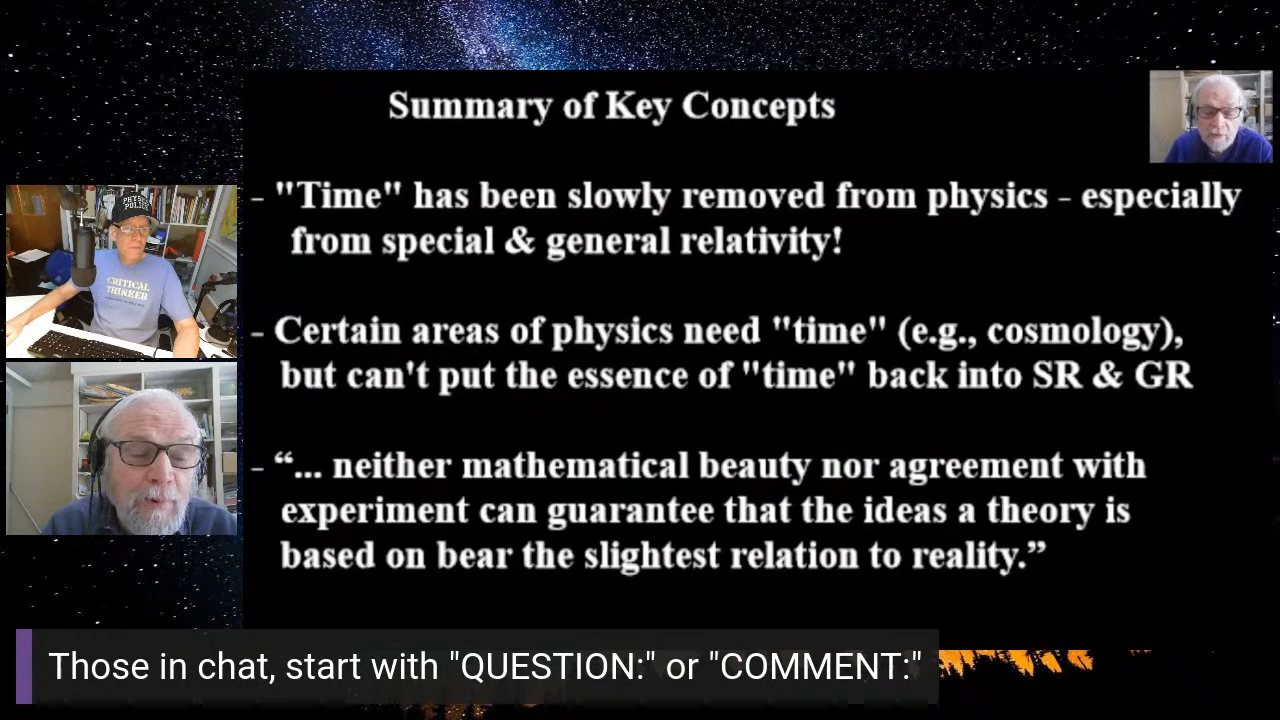 Summary of Key Concepts
- "Time" has been slowly removed from physics - especially
from special & general relativity!
- Certain areas of physics need "time" (e.g., cosmology),
but can't put the essence of "time" back into SR & GR
- “... neither mathematical beauty nor agreement with
experiment can guarantee that the ideas a theory is
based on bear the slightest relation to reality.”
CRITICAL
THINKER
Those in chat, start with "QUESTION:" or "COMMENT:"